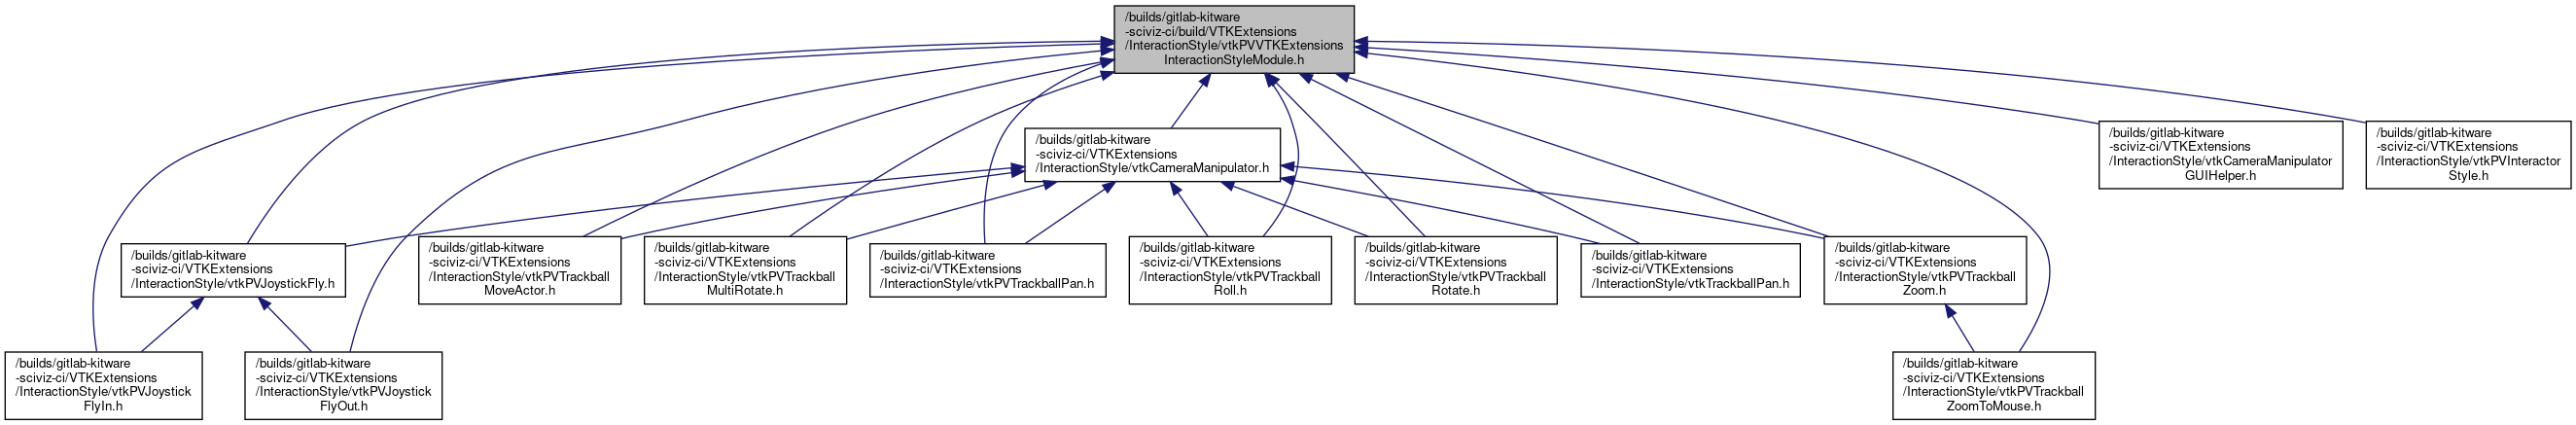 /builds/gitlab-kitware
-sciviz-ci/build/VTKExtensions
/InteractionStyle/vtkPVVTKExtensions
InteractionStyleModule.h
/builds/gitlab-kitware
-sciviz-ci/VTKExtensions
/InteractionStyle/vtkCameraManipulator.h
/builds/gitlab-kitware
-sciviz-ci/VTKExtensions
/InteractionStyle/vtkCameraManipulator
GUIHelper.h
/builds/gitlab-kitware
-sciviz-ci/VTKExtensions
/InteractionStyle/vtkPVInteractor
Style.h
/builds/gitlab-kitware
-sciviz-ci/VTKExtensions
/InteractionStyle/vtkPVJoystickFly.h
/builds/gitlab-kitware
-sciviz-ci/VTKExtensions
/InteractionStyle/vtkPVTrackball
MoveActor.h
/builds/gitlab-kitware
-sciviz-ci/VTKExtensions
/InteractionStyle/vtkPVTrackball
MultiRotate.h
/builds/gitlab-kitware
-sciviz-ci/VTKExtensions
/InteractionStyle/vtkPVTrackballPan.h
/builds/gitlab-kitware
-sciviz-ci/VTKExtensions
/InteractionStyle/vtkPVTrackball
Roll.h
/builds/gitlab-kitware
-sciviz-ci/VTKExtensions
/InteractionStyle/vtkPVTrackball
Rotate.h
/builds/gitlab-kitware
-sciviz-ci/VTKExtensions
/InteractionStyle/vtkTrackballPan.h
/builds/gitlab-kitware
-sciviz-ci/VTKExtensions
/InteractionStyle/vtkPVTrackball
Zoom.h
/builds/gitlab-kitware
-sciviz-ci/VTKExtensions
/InteractionStyle/vtkPVJoystick
FlyIn.h
/builds/gitlab-kitware
-sciviz-ci/VTKExtensions
/InteractionStyle/vtkPVJoystick
FlyOut.h
/builds/gitlab-kitware
-sciviz-ci/VTKExtensions
/InteractionStyle/vtkPVTrackball
ZoomToMouse.h